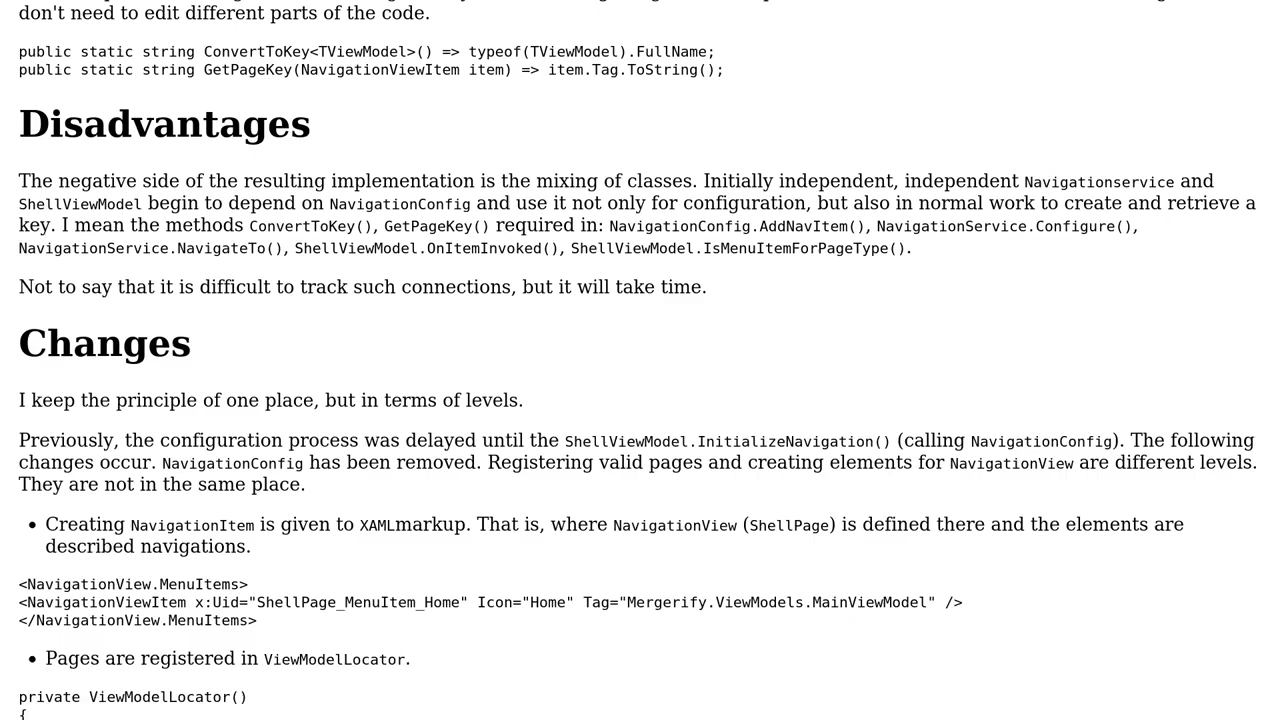 don't need to edit different parts of the code.
public static string ConvertToKey<TViewModel>() => typeof(TViewModel).FullName;
public static string GetPageKey(NavigationViewItem item) => item.Tag.ToString();
Disadvantages
The negative side of the resulting implementation is the mixing of classes. Initially independent, independent Navigationservice and
ShellViewModel begin to depend on NavigationConfig and use it not only for configuration, but also in normal work to create and retrieve a
key. I mean the methods ConvertToKey(), GetPageKey() required in: NavigationConfig.AddNavItem(), NavigationService.Configure(),
NavigationService.NavigateTo(), ShellViewModel.OnItemInvoked(), ShellViewModel.IsMenuItemForPageType().
Not to say that it is difficult to track such connections, but it will take time.
Changes
I keep the principle of one place, but in terms of levels.
Previously, the configuration process was delayed until the ShellViewModel.InitializeNavigation() (calling NavigationConfig). The following
changes occur. NavigationConfig has been removed. Registering valid pages and creating elements for NavigationView are different levels.
They are not in the same place.
• Creating NavigationItem is given to XAMLmarkup. That is, where NavigationView (ShellPage) is defined there and the elements are
described navigations.
<NavigationView.MenuItems>
<NavigationViewItem x:Uid="ShellPage_MenuItem_Home" Icon="Home" Tag="Mergerify.ViewModels.MainViewModel" />
</NavigationView.MenuItems>
• Pages are registered in ViewModelLocator.
private ViewModelLocator()
{